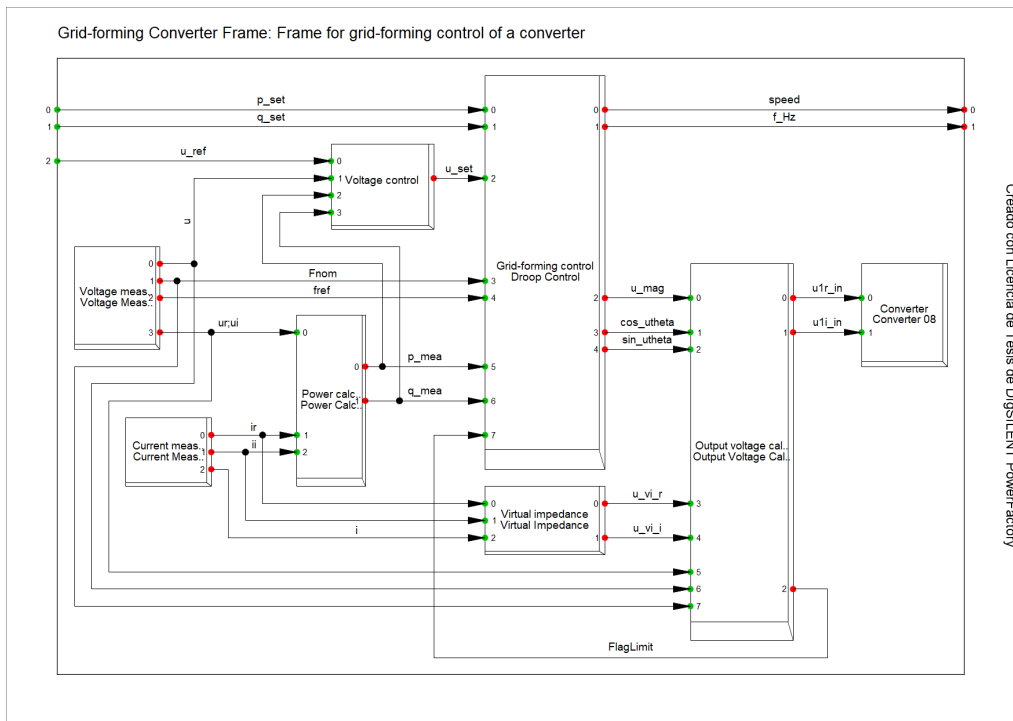 Grid-forming Converter Frame: Frame for grid-forming control of a converter
0 p_set 0 0 speed 0
1 q_set 1 1 f_Hz 1
2 u_ref 0
1 Voltage control u_set 2
2
3
u
0
Voltage meas.. 1 Fnom 3
Voltage Meas.. 2 fref 4
3 ur;ui 0
Grid-forming control
Droop Control
2 u_mag 0
3 cos_utheta 1
4 sin_utheta 2
0 u1r_in 0
1 u1i_in 1
Converter
Converter 08
0 p_mea 5
Power calc.. 1 q_mea 6
Power Calc..
7
Current meas.. 0 ir 1
Current Meas.. 1 ii 2
2
i
0
1
2
Virtual impedance
Virtual Impedance
0 u_vi_r 3
1 u_vi_i 4
Output voltage cal..
Output Voltage Cal..
5
6 2
7
FlagLimit
Creado con Licencia de Tesis de DIgSILENT PowerFactory